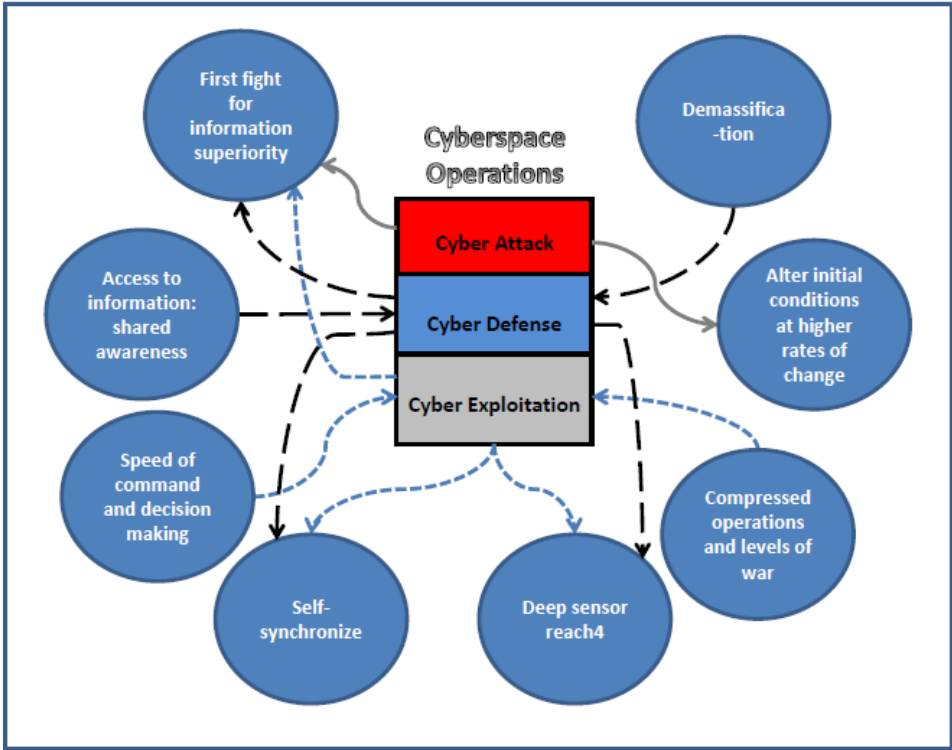 First fight
for
information
superiority
Demassifica
-tion
Cyberspace
Operations
Cyber Attack
Cyber Defense
Cyber Exploitation
Access to
information:
shared
awareness
Alter initial
conditions
at higher
rates of
change
Speed of
command
and decision
making
Compressed
operations
and levels of
war
Self-
synchronize
Deep sensor
reach4